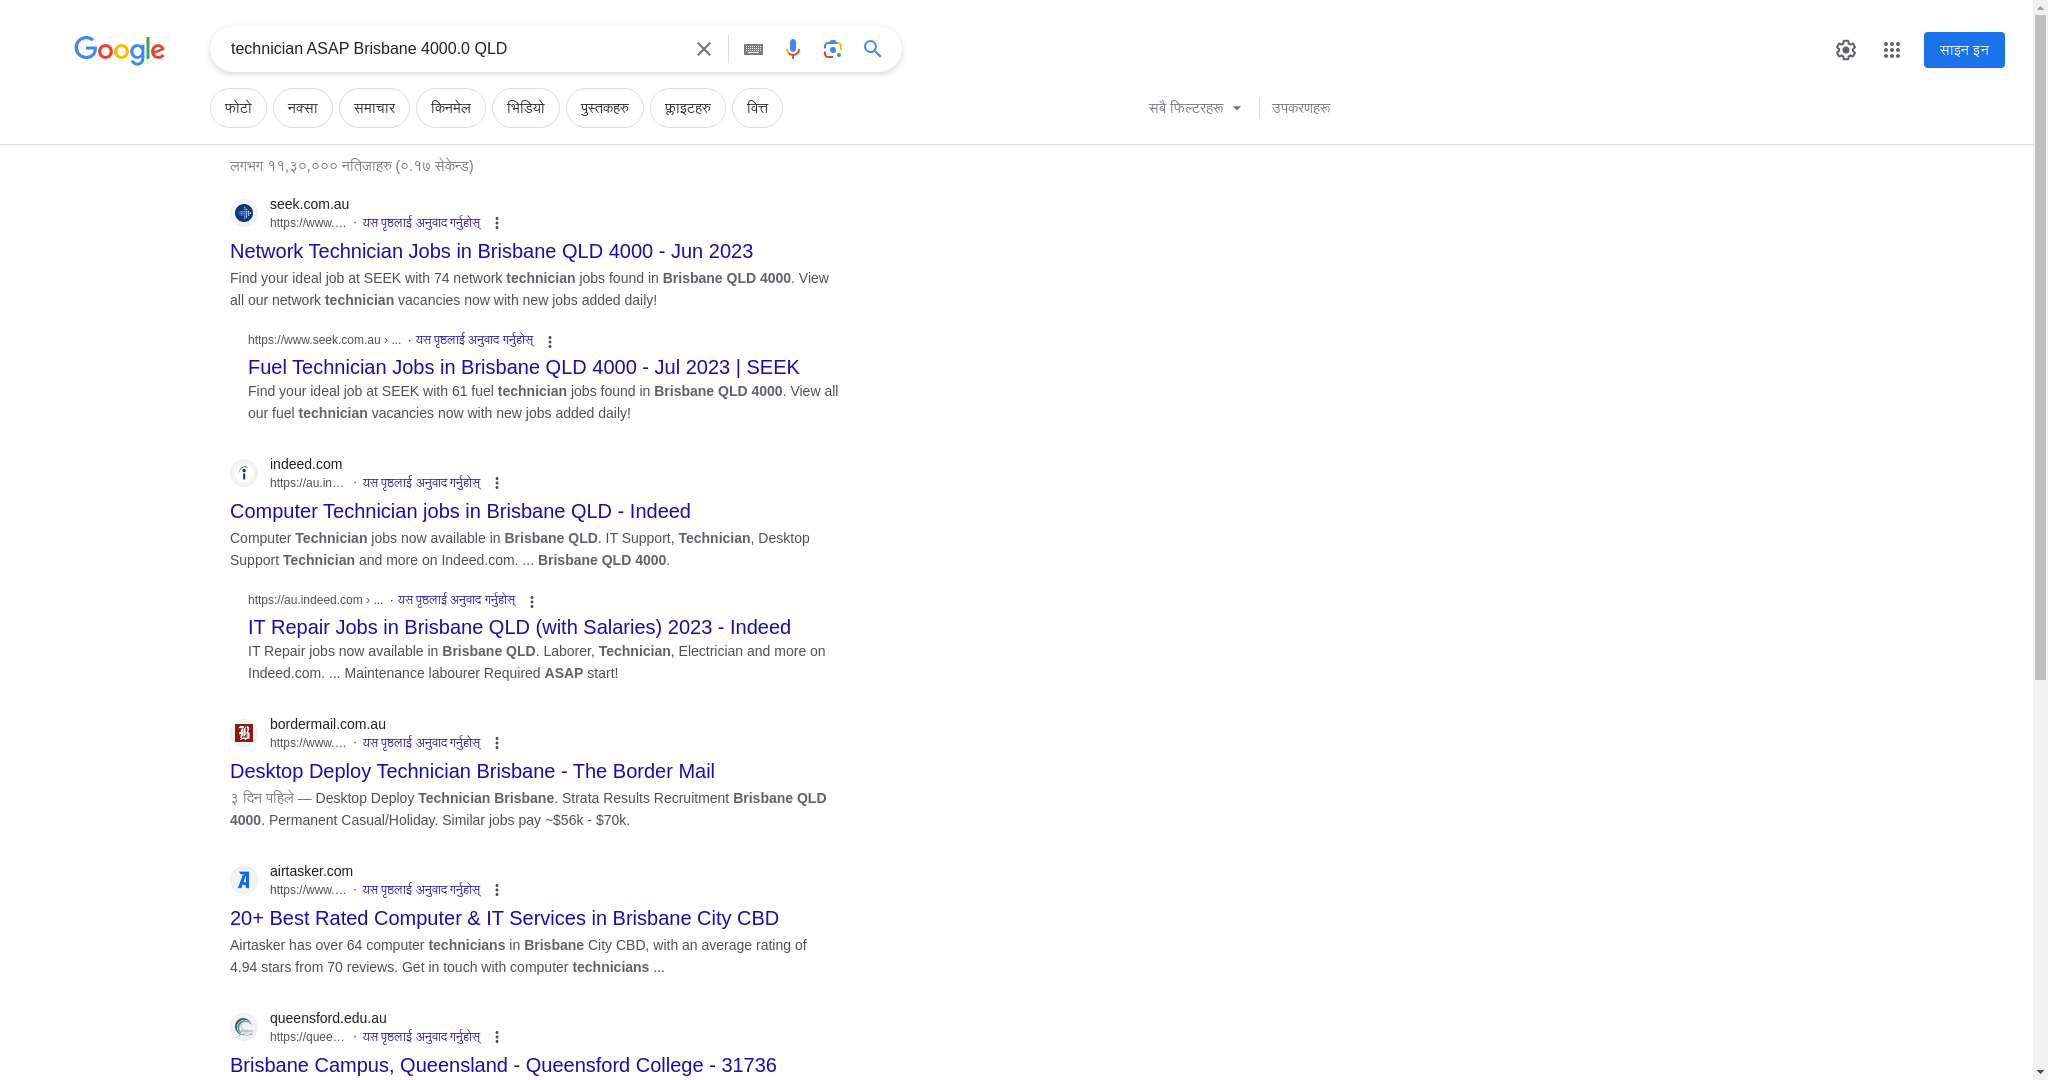 Google
technician ASAP Brisbane 4000.0 QLD
साइन इन
फोटो
नक्सा
समाचार
किनमेल
भिडियो
पुस्तकहरु
फ्लाइटहरु
वित्त
सबै फिल्टरहरू
उपकरणहरू
लगभग ११,३०,००० नतिजाहरु (०.१७ सेकेन्ड)
seek.com.au
https://www.… · यस पृष्ठलाई अनुवाद गर्नुहोस्
Network Technician Jobs in Brisbane QLD 4000 - Jun 2023
Find your ideal job at SEEK with 74 network technician jobs found in Brisbane QLD 4000. View
all our network technician vacancies now with new jobs added daily!
https://www.seek.com.au › ... · यस पृष्ठलाई अनुवाद गर्नुहोस्
Fuel Technician Jobs in Brisbane QLD 4000 - Jul 2023 | SEEK
Find your ideal job at SEEK with 61 fuel technician jobs found in Brisbane QLD 4000. View all
our fuel technician vacancies now with new jobs added daily!
indeed.com
https://au.in… · यस पृष्ठलाई अनुवाद गर्नुहोस्
Computer Technician jobs in Brisbane QLD - Indeed
Computer Technician jobs now available in Brisbane QLD. IT Support, Technician, Desktop
Support Technician and more on Indeed.com. ... Brisbane QLD 4000.
https://au.indeed.com › ... · यस पृष्ठलाई अनुवाद गर्नुहोस्
IT Repair Jobs in Brisbane QLD (with Salaries) 2023 - Indeed
IT Repair jobs now available in Brisbane QLD. Laborer, Technician, Electrician and more on
Indeed.com. ... Maintenance labourer Required ASAP start!
bordermail.com.au
https://www.… · यस पृष्ठलाई अनुवाद गर्नुहोस्
Desktop Deploy Technician Brisbane - The Border Mail
३ दिन पहिले — Desktop Deploy Technician Brisbane. Strata Results Recruitment Brisbane QLD
4000. Permanent Casual/Holiday. Similar jobs pay ~$56k - $70k.
airtasker.com
https://www.… · यस पृष्ठलाई अनुवाद गर्नुहोस्
20+ Best Rated Computer & IT Services in Brisbane City CBD
Airtasker has over 64 computer technicians in Brisbane City CBD, with an average rating of
4.94 stars from 70 reviews. Get in touch with computer technicians ...
queensford.edu.au
https://quee… · यस पृष्ठलाई अनुवाद गर्नुहोस्
Brisbane Campus, Queensland - Queensford College - 31736